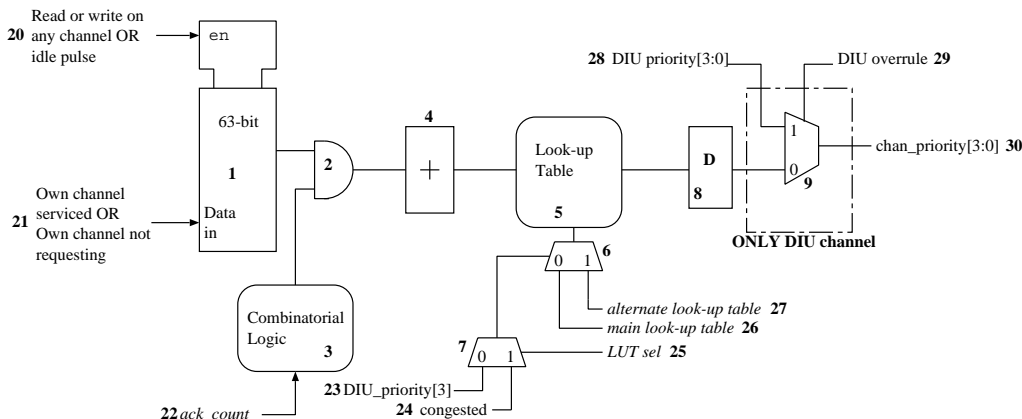 20 Read or write on
any channel OR
idle pulse
en
63-bit
1
Data
in
21 Own channel
serviced OR
Own channel not
requesting
2
Combinatorial
Logic
3
22 ack_count
4
+
Look-up
Table
5
6
0 1
alternate look-up table 27
main look-up table 26
7
0 1
LUT sel 25
23 DIU_priority[3]
24 congested
D
8
28 DIU priority[3:0]
DIU overrule 29
1
0
9
chan_priority[3:0] 30
ONLY DIU channel